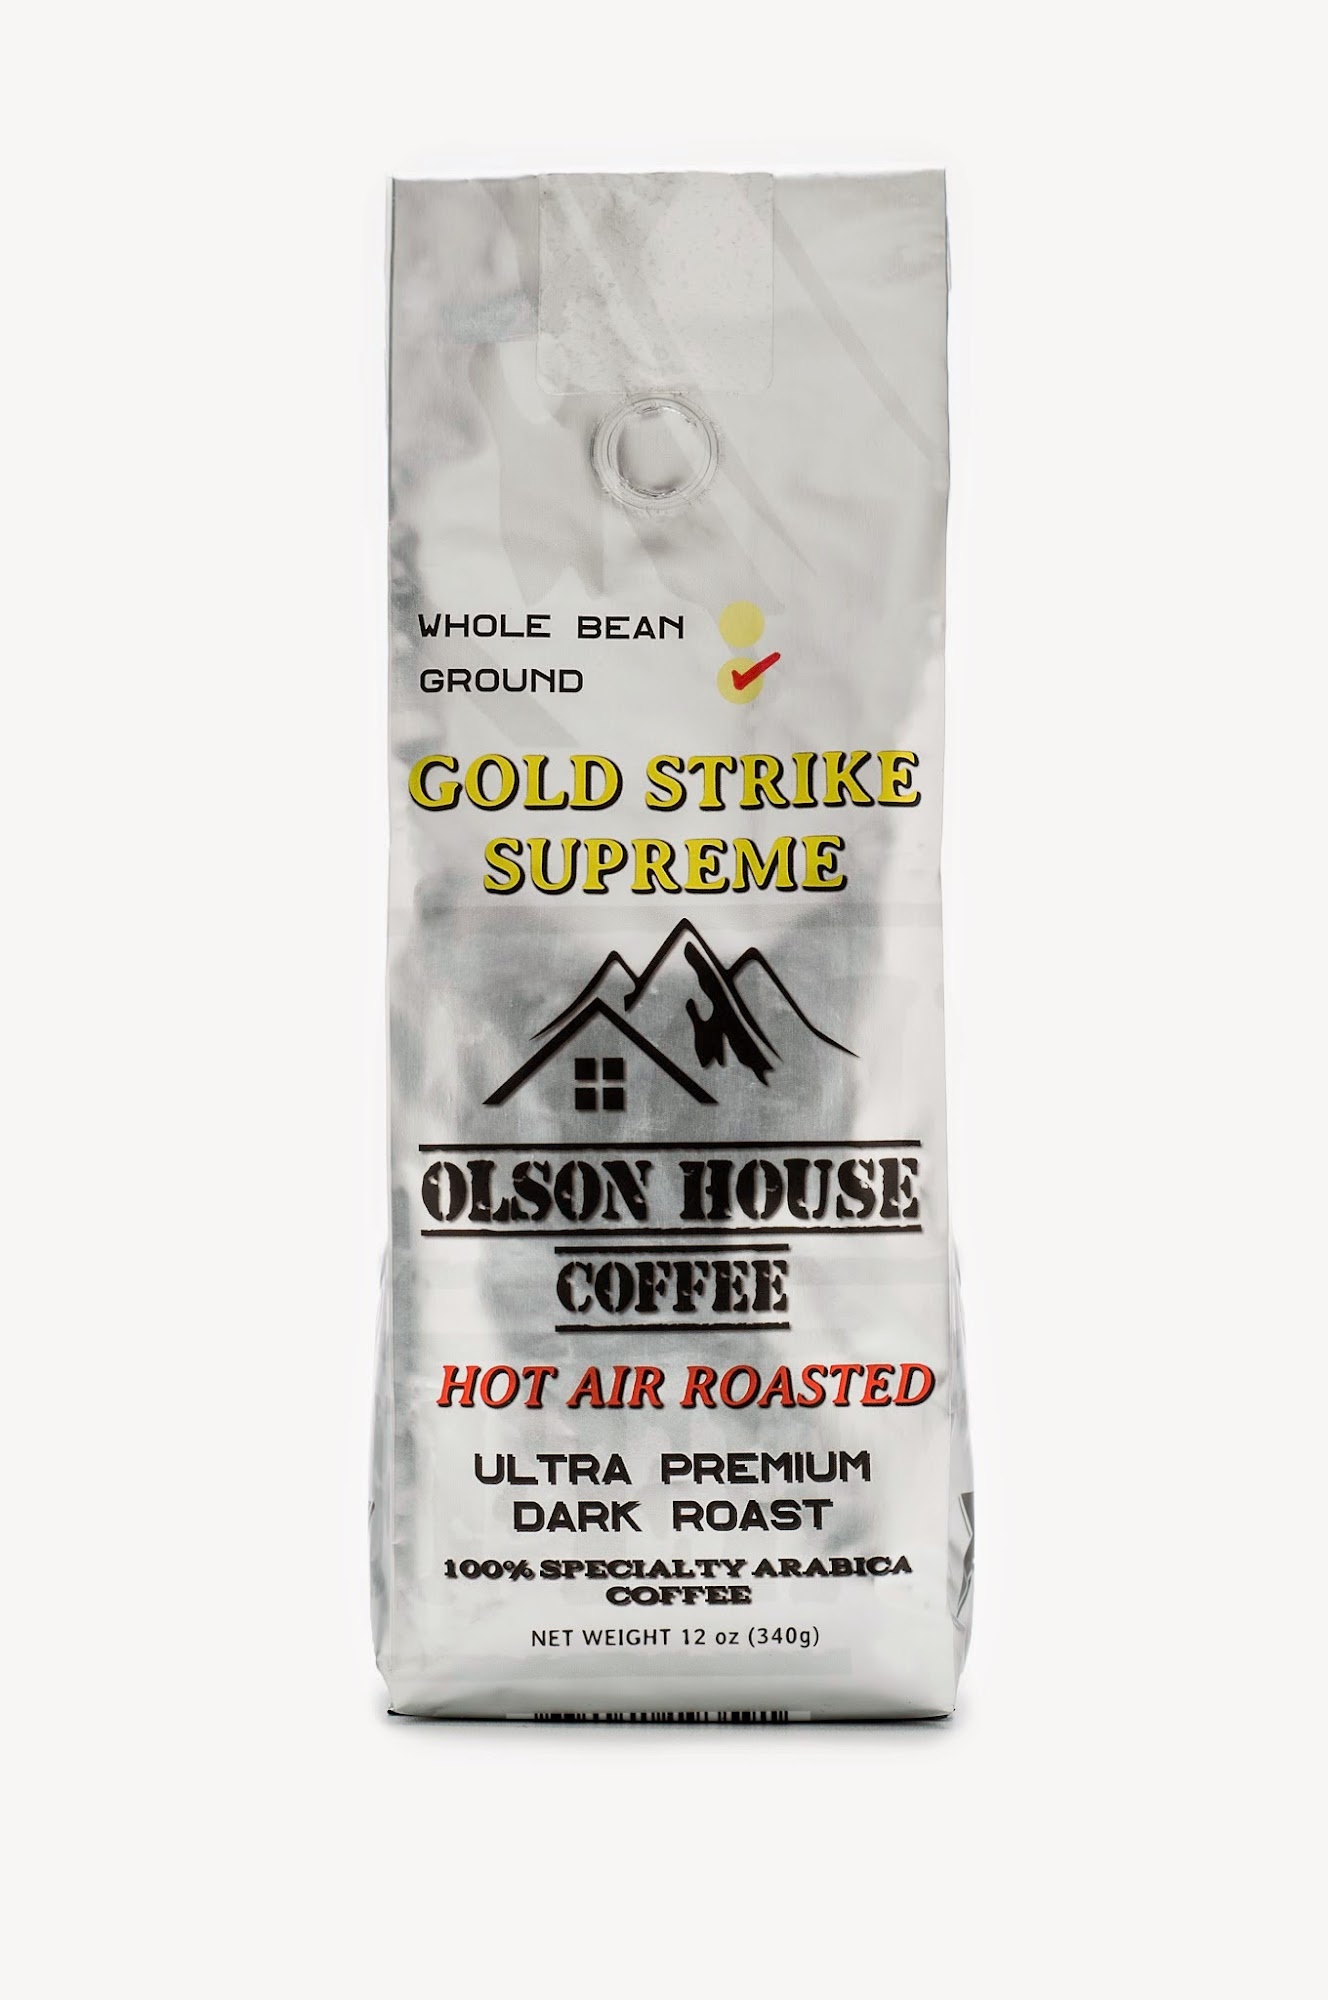 WHOLE BEAN
GROUND
GOLD STRIKE
SUPREME
OLSON HOUSE
COFFEE
HOT AIR ROASTED
ULTRA PREMIUM
DARK ROAST
100% SPECIALTY ARABICA
COFFEE
NET WEIGHT 12 oz (340g)